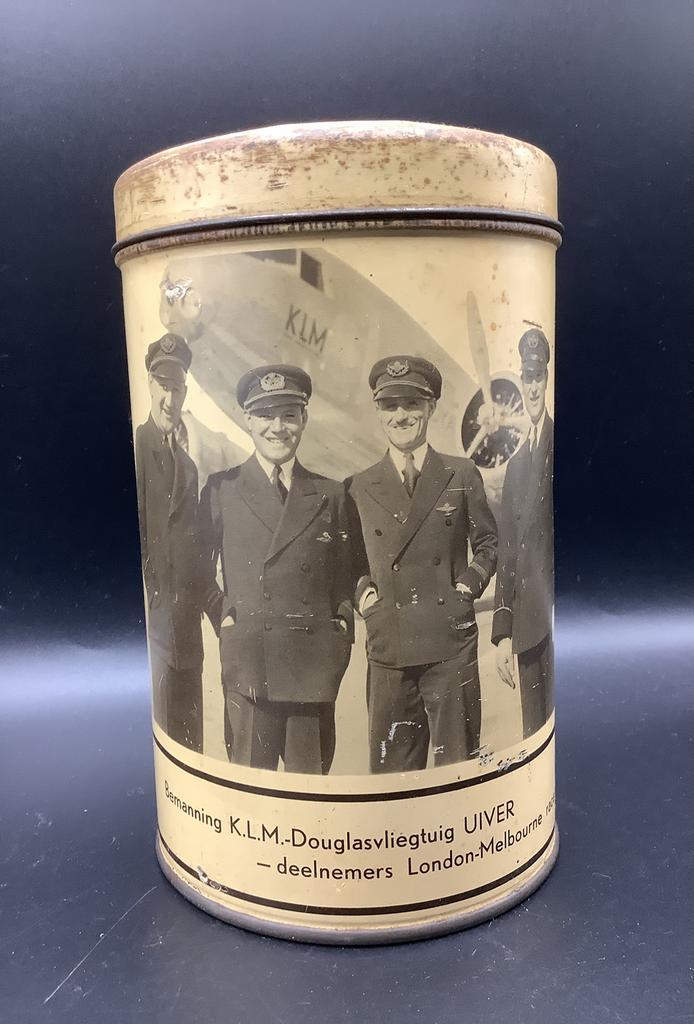 KLM
Bemanning K.L.M.-Douglasvliegtuig UIVER
— deelnemers London-Melbourne